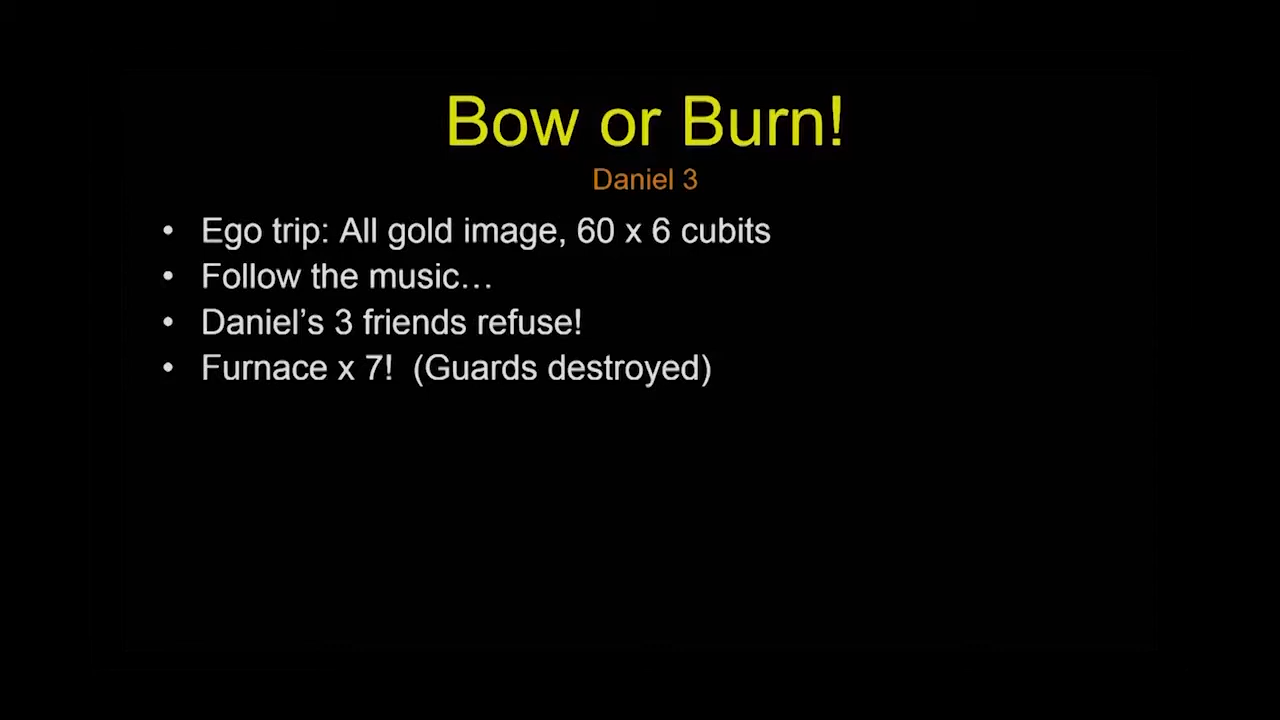 Bow or Burn!
Daniel 3
• Ego trip: All gold image, 60 x 6 cubits
• Follow the music…
• Daniel’s 3 friends refuse!
• Furnace x 7!  (Guards destroyed)